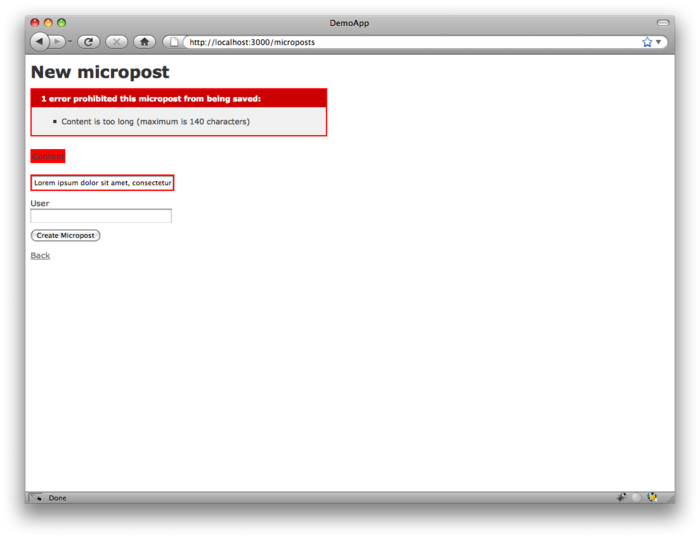 DemoApp
http://localhost:3000/microposts
New micropost
1 error prohibited this micropost from being saved:
Content is too long (maximum is 140 characters)
Content
Lorem ipsum dolor sit amet, consectetur
User
Create Micropost
Back
Done